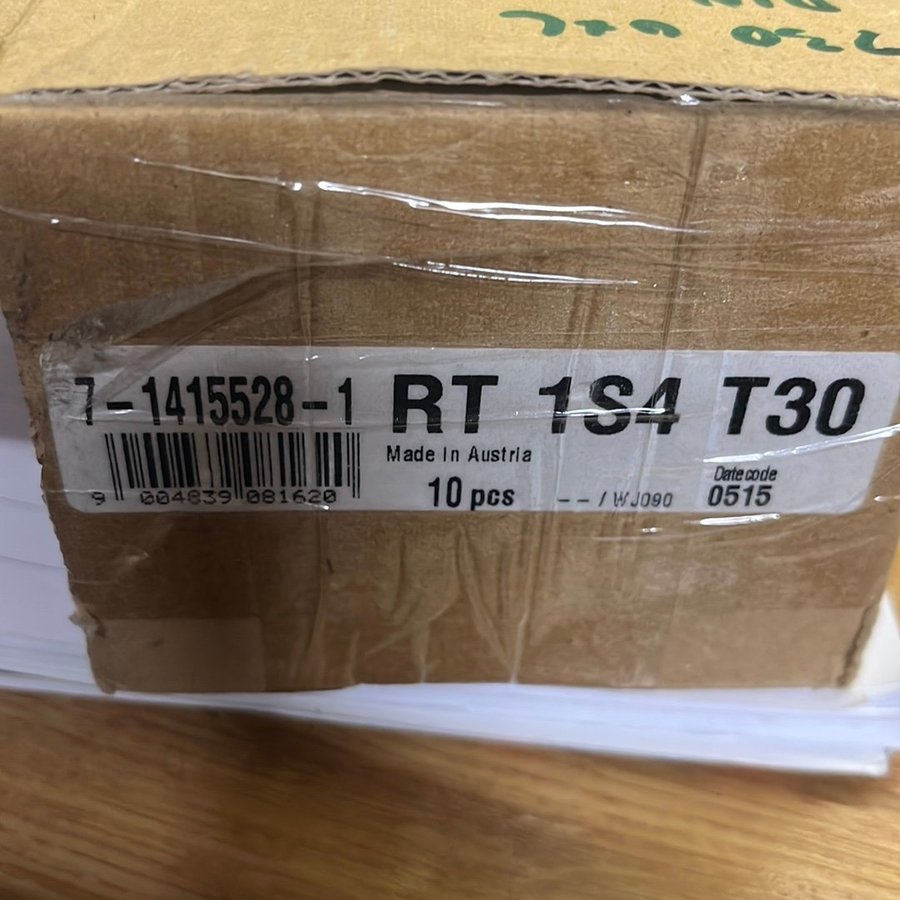 7-1415528-1 RT 1S4 T30
Made In Austria
9 004839 081620
10 pcs -- / WJ090
Datecode
0515